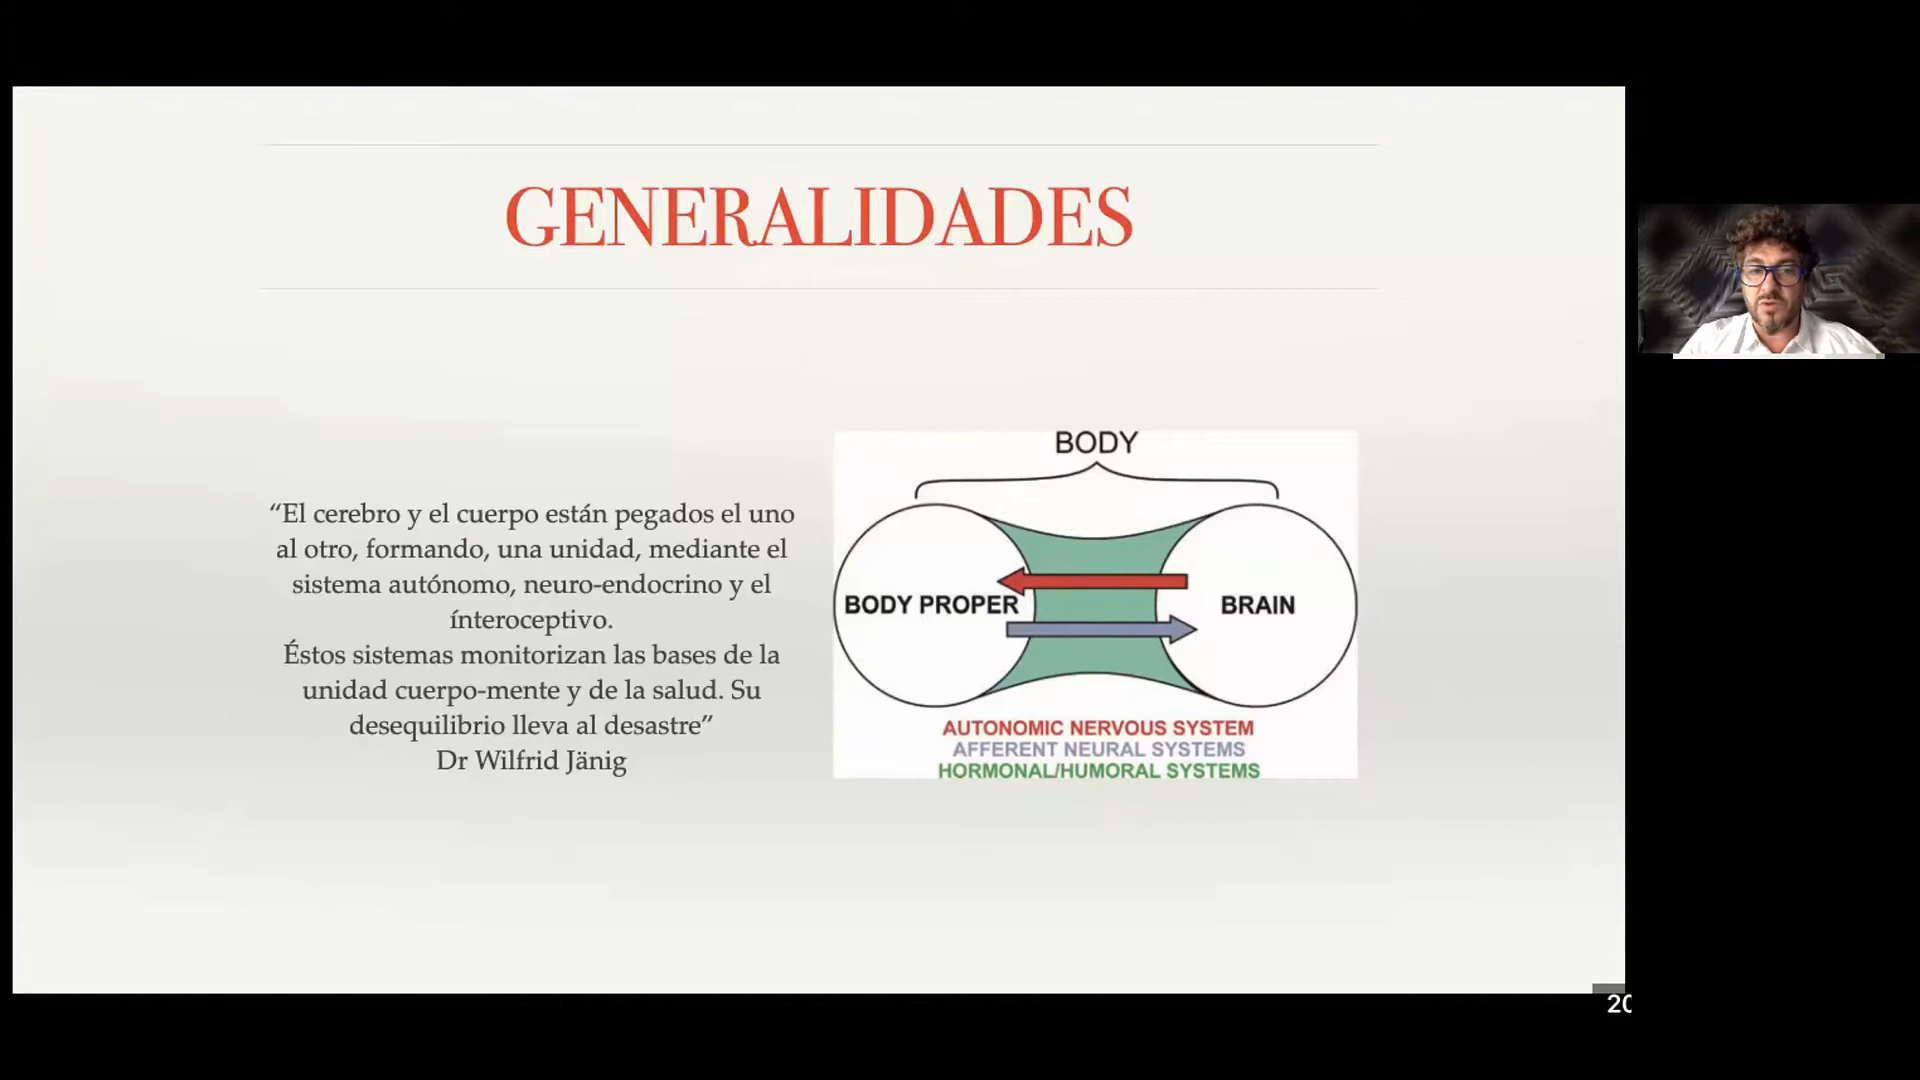 GENERALIDADES
“El cerebro y el cuerpo están pegados el uno
al otro, formando, una unidad, mediante el
sistema autónomo, neuro-endocrino y el
ínteroceptivo.
Éstos sistemas monitorizan las bases de la
unidad cuerpo-mente y de la salud. Su
desequilibrio lleva al desastre”
Dr Wilfrid Jänig
BODY
BODY PROPER
BRAIN
AUTONOMIC NERVOUS SYSTEM
AFFERENT NEURAL SYSTEMS
HORMONAL/HUMORAL SYSTEMS